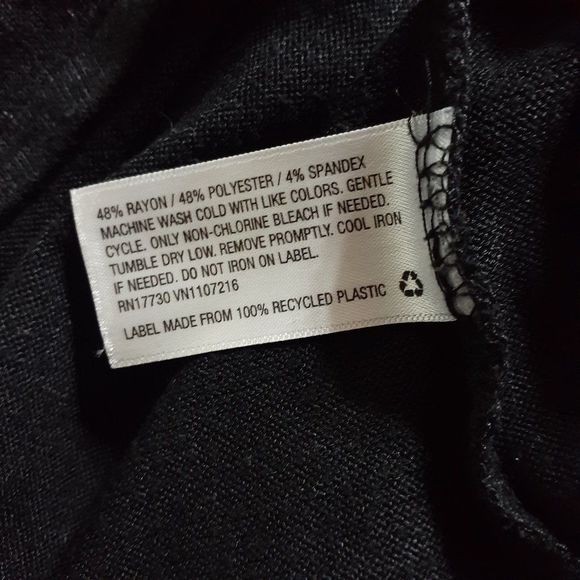 48% RAYON / 48% POLYESTER / 4% SPANDEX
MACHINE WASH COLD WITH LIKE COLORS. GENTLE
CYCLE. ONLY NON-CHLORINE BLEACH IF NEEDED.
TUMBLE DRY LOW. REMOVE PROMPTLY. COOL IRON
IF NEEDED. DO NOT IRON ON LABEL.
RN17730 VN1107216
LABEL MADE FROM 100% RECYCLED PLASTIC